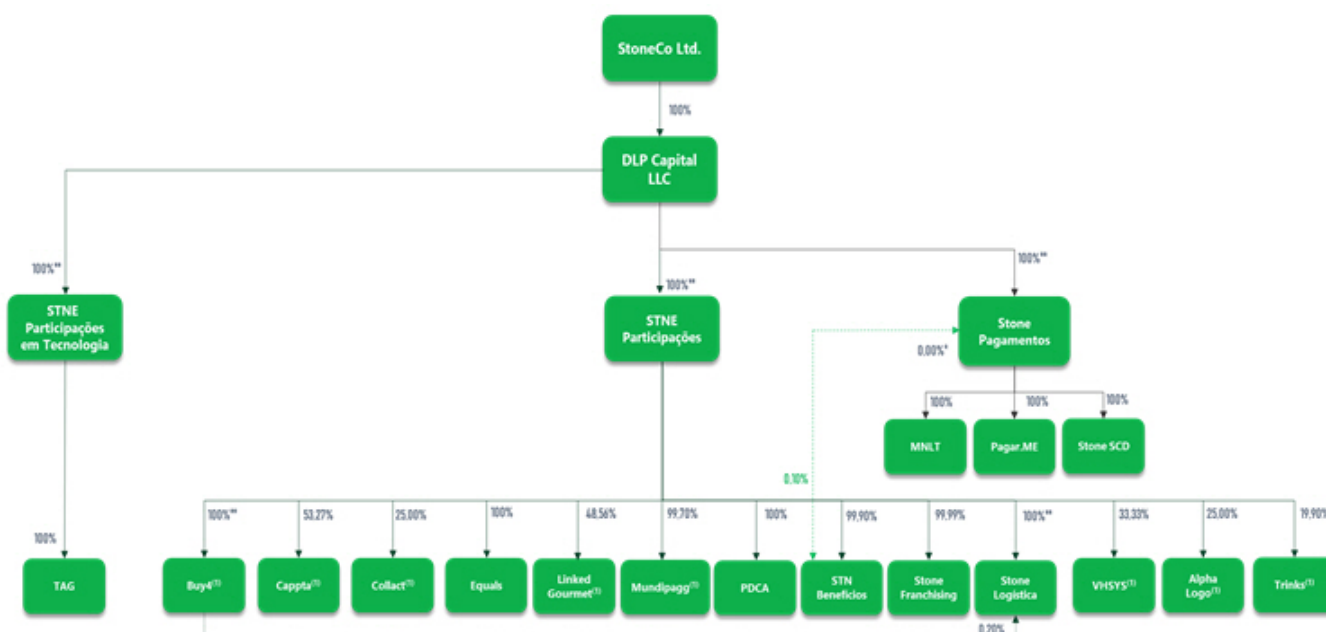 StoneCo Ltd.
100%
DLP Capital
LLC
100%**
100%**
100%**
STNE
Participações
em Tecnologia
STNE
Participações
Stone
Pagamentos
0,00%*
100%
100%
100%
MNLT
Pagar.ME
Stone SCD
0,10%
100%
100%**
53,27%
25,00%
100%
48,56%
99,70%
100%
99,90%
99,99%
100%**
33,33%
25,00%
19,90%
TAG
Buy4(1)
Cappta(1)
Collact(1)
Equals
Linked
Gourmet(1)
Mundipagg(1)
PDCA
STN
Benefícios
Stone
Franchising
Stone
Logística
VHSYS(1)
Alpha
Logo(1)
Trinks(1)
0,20%